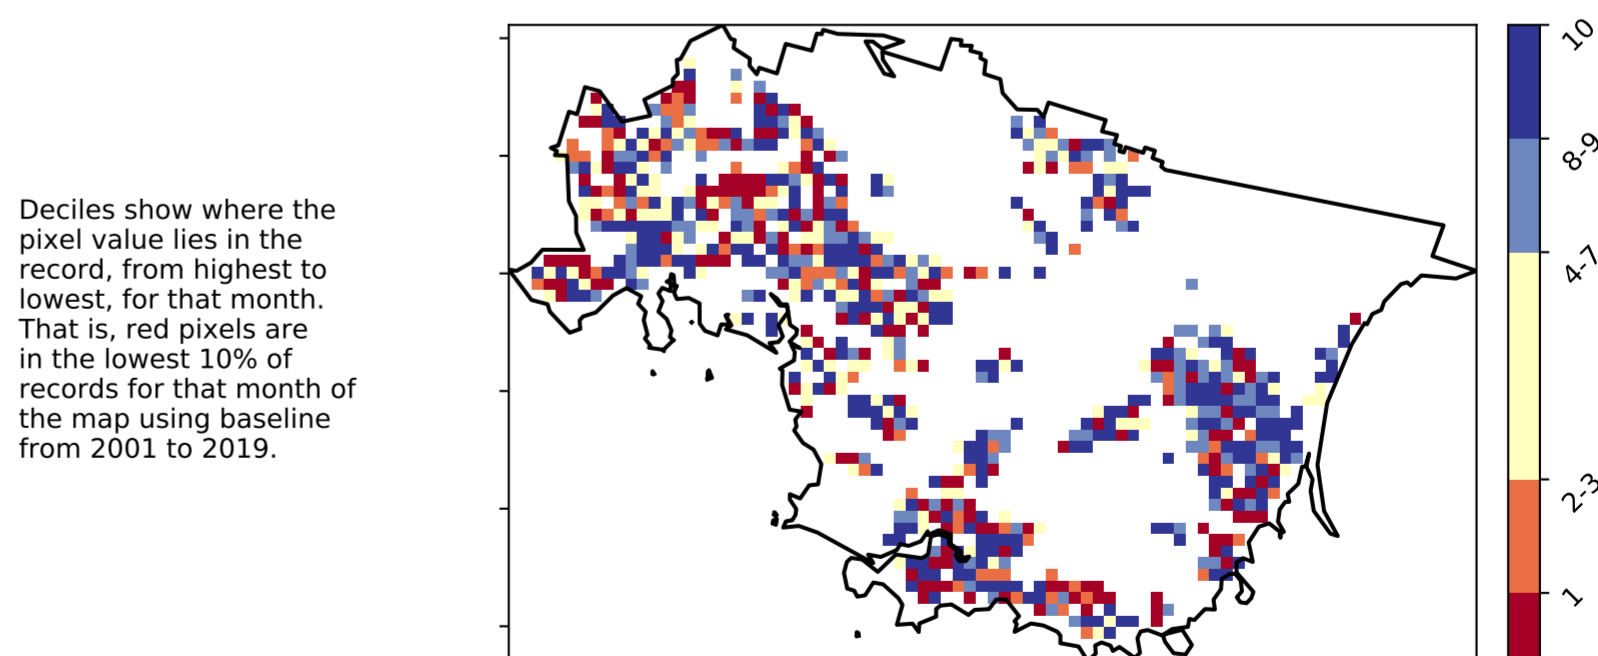 Deciles show where the
pixel value lies in the
record, from highest to
lowest, for that month.
That is, red pixels are
in the lowest 10% of
records for that month of
the map using baseline
from 2001 to 2019.
10
8-9
4-7
2-3
1